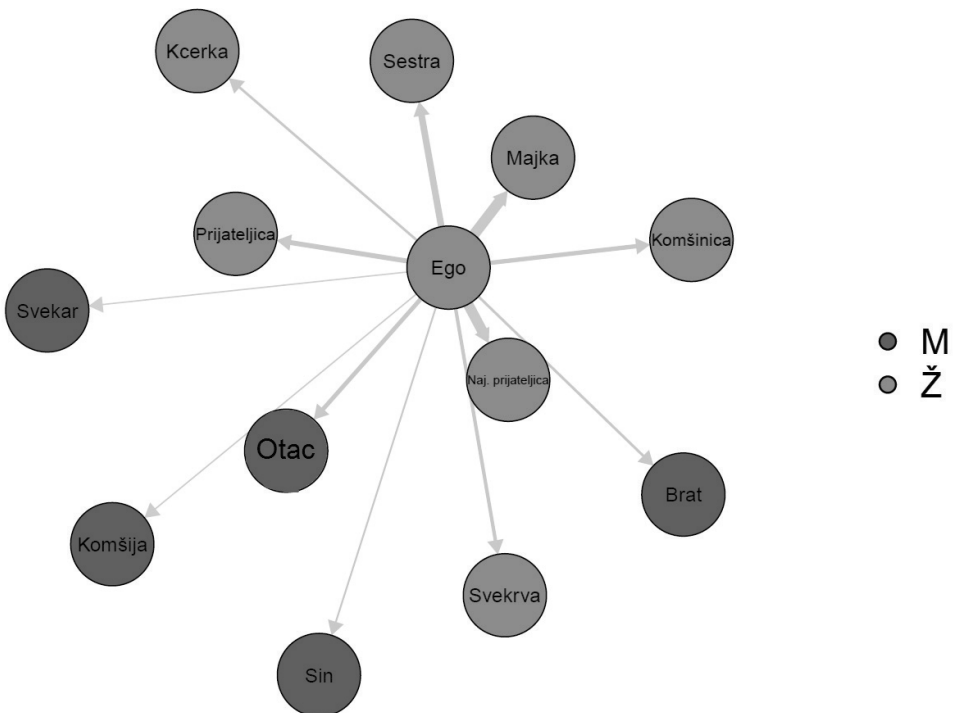 Kcerka
Sestra
Majka
Prijateljica
Komšinica
Ego
Svekar
M
Ž
Naj. prijateljica
Otac
Brat
Komšija
Svekrva
Sin